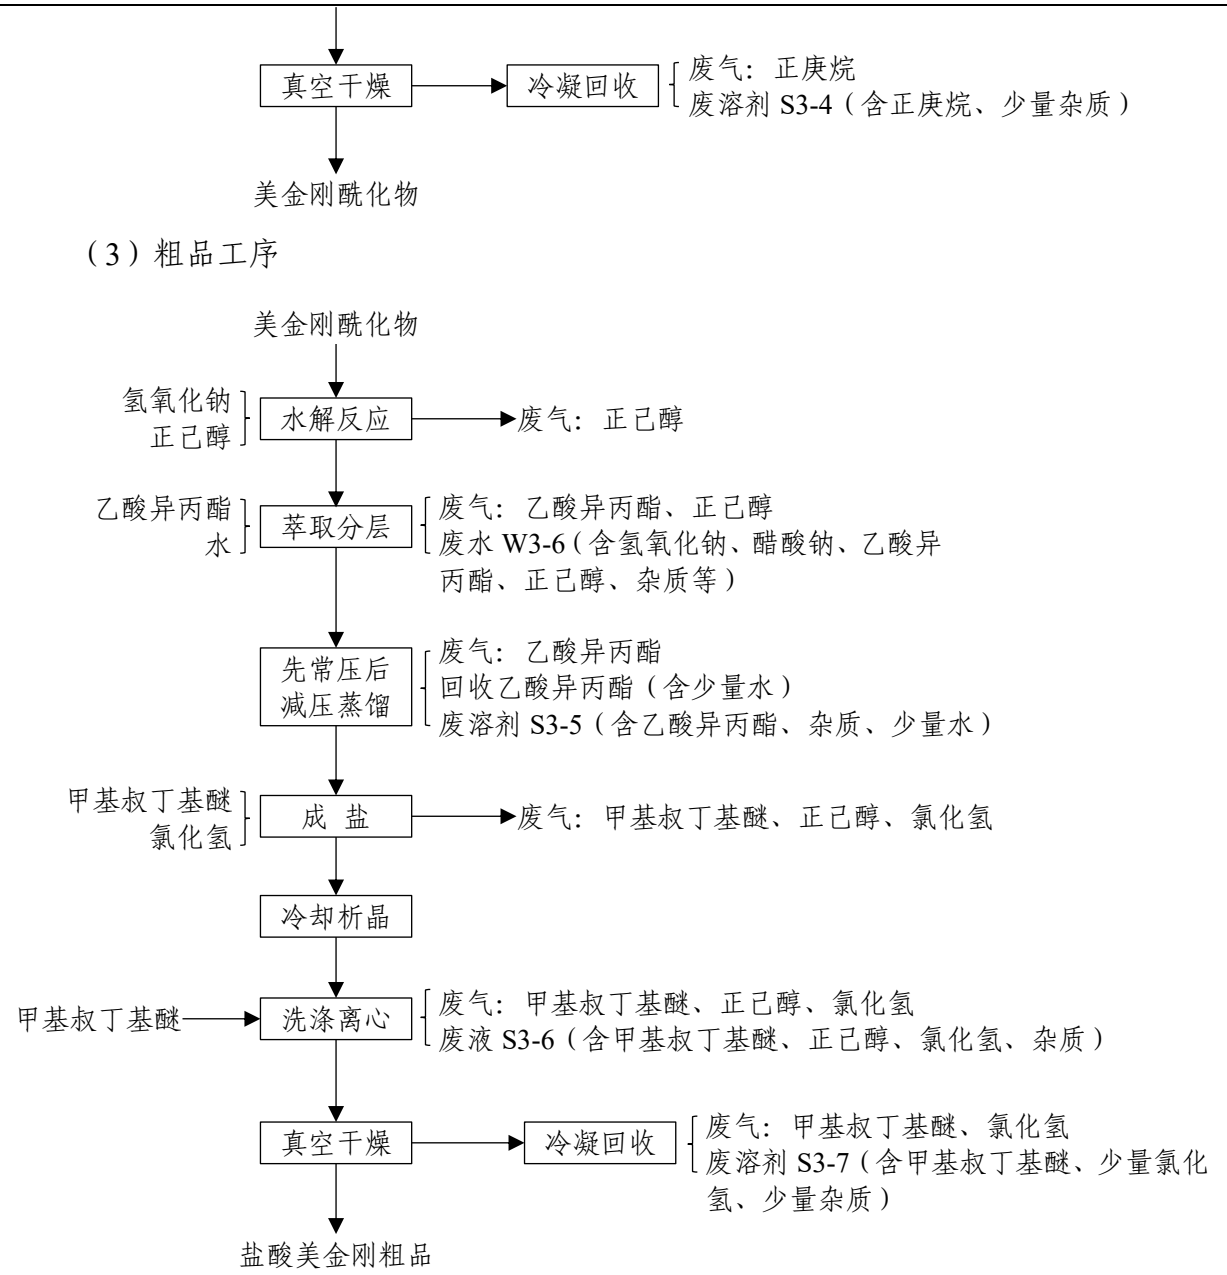 真空干燥
冷凝回收
废气：正庚烷
废溶剂 S3-4（含正庚烷、少量杂质）
美金刚酰化物
（3）粗品工序
美金刚酰化物
氢氧化钠
正己醇
水解反应
废气：正己醇
乙酸异丙酯
水
萃取分层
废气：乙酸异丙酯、正己醇
废水 W3-6（含氢氧化钠、醋酸钠、乙酸异
丙酯、正己醇、杂质等）
先常压后
减压蒸馏
废气：乙酸异丙酯
回收乙酸异丙酯（含少量水）
废溶剂 S3-5（含乙酸异丙酯、杂质、少量水）
甲基叔丁基醚
氯化氢
成 盐
废气：甲基叔丁基醚、正己醇、氯化氢
冷却析晶
甲基叔丁基醚
洗涤离心
废气：甲基叔丁基醚、正己醇、氯化氢
废液 S3-6（含甲基叔丁基醚、正己醇、氯化氢、杂质）
真空干燥
冷凝回收
废气：甲基叔丁基醚、氯化氢
废溶剂 S3-7（含甲基叔丁基醚、少量氯化
氢、少量杂质）
盐酸美金刚粗品